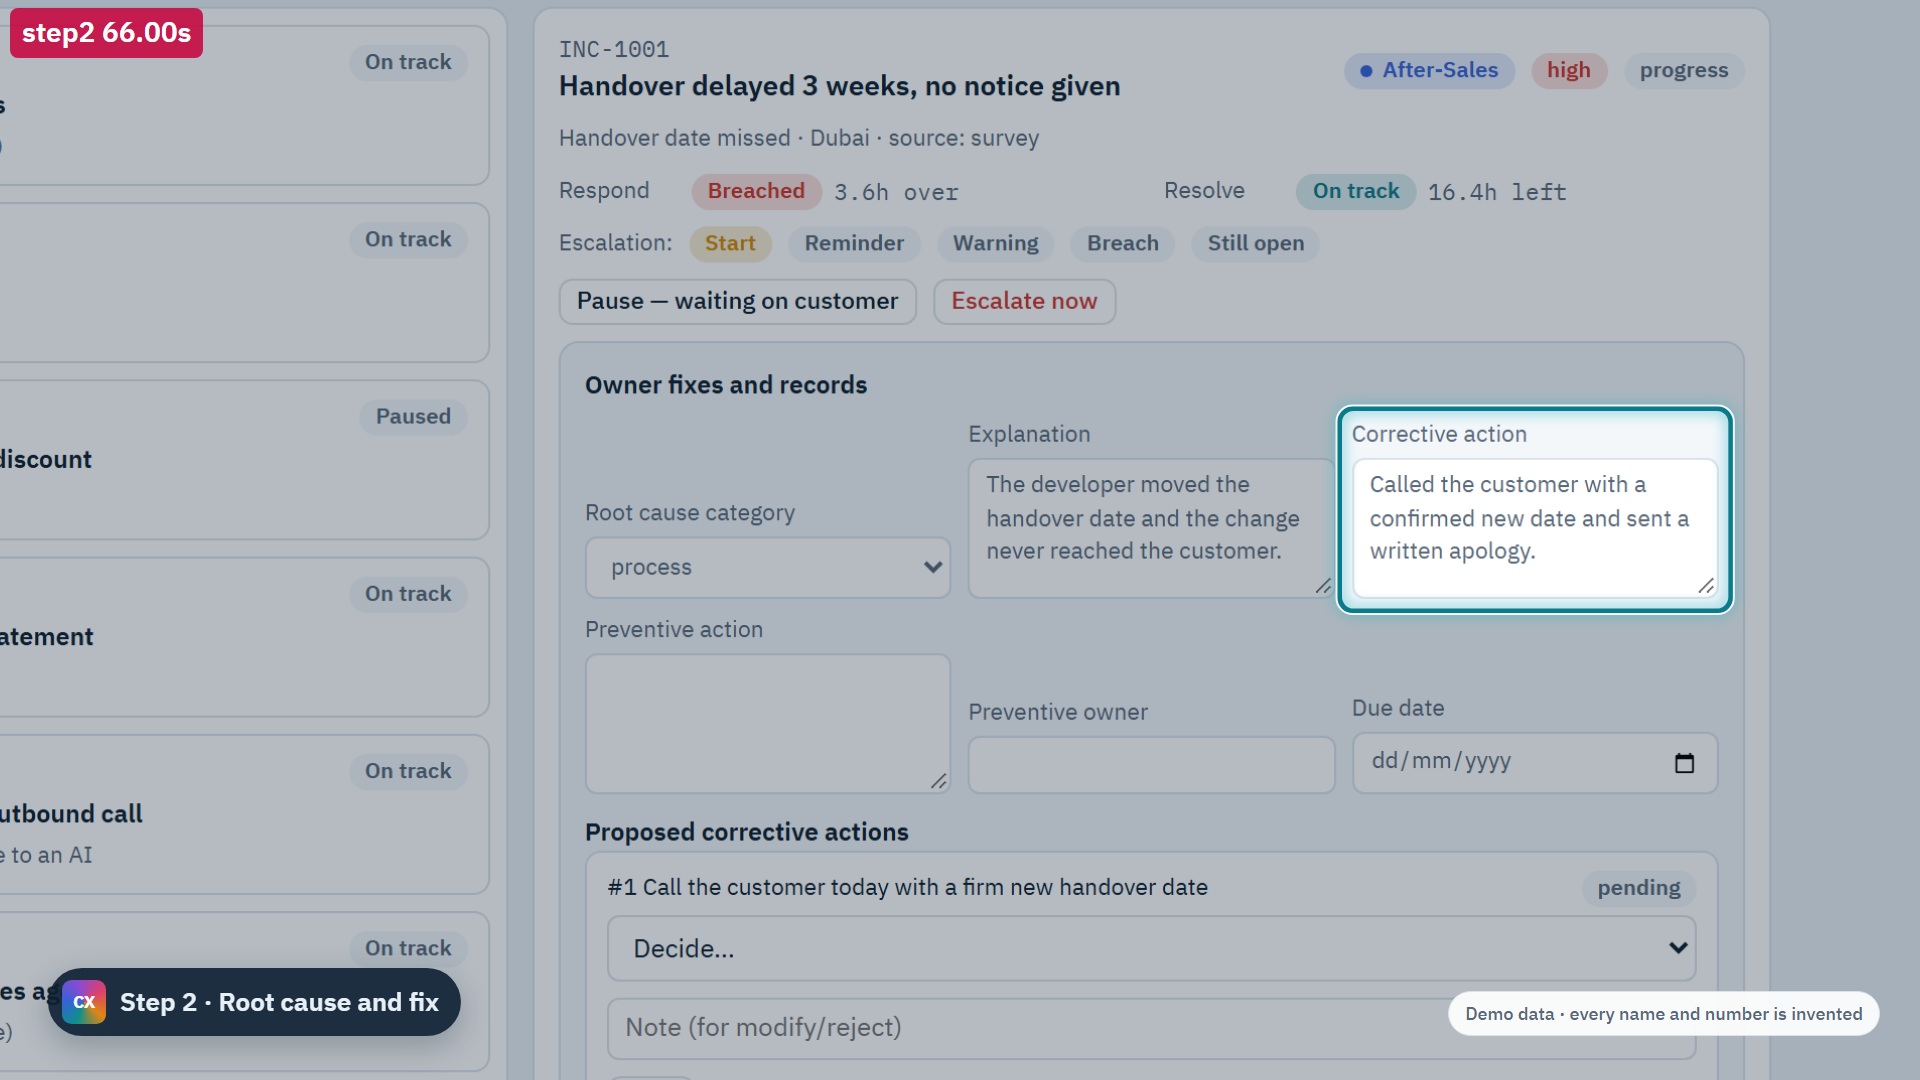 step2 66.00s
On track
s
)
On track
Paused
discount
On track
atement
On track
utbound call
e to an AI
On track
es ag
e)
INC-1001
Handover delayed 3 weeks, no notice given
After-Sales
high
progress
Handover date missed · Dubai · source: survey
Respond Breached 3.6h over
Resolve On track 16.4h left
Escalation: Start Reminder Warning Breach Still open
Pause — waiting on customer
Escalate now
Owner fixes and records
Root cause category
process
Explanation
The developer moved the
handover date and the change
never reached the customer.
Corrective action
Called the customer with a
confirmed new date and sent a
written apology.
Preventive action
Preventive owner
Due date
dd/mm/yyyy
Proposed corrective actions
#1 Call the customer today with a firm new handover date
pending
Decide...
Note (for modify/reject)
CX
Step 2 · Root cause and fix
Demo data · every name and number is invented